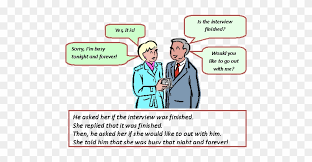 Is the interview
finished?
Yes, it is!
Sorry, I'm busy
tonight and forever!
Would you
like to go out
with me?
He asked her if the interview was finished.
She replied that it was finished.
Then, he asked her if she would like to out with him.
She told him that she was busy that night and forever!